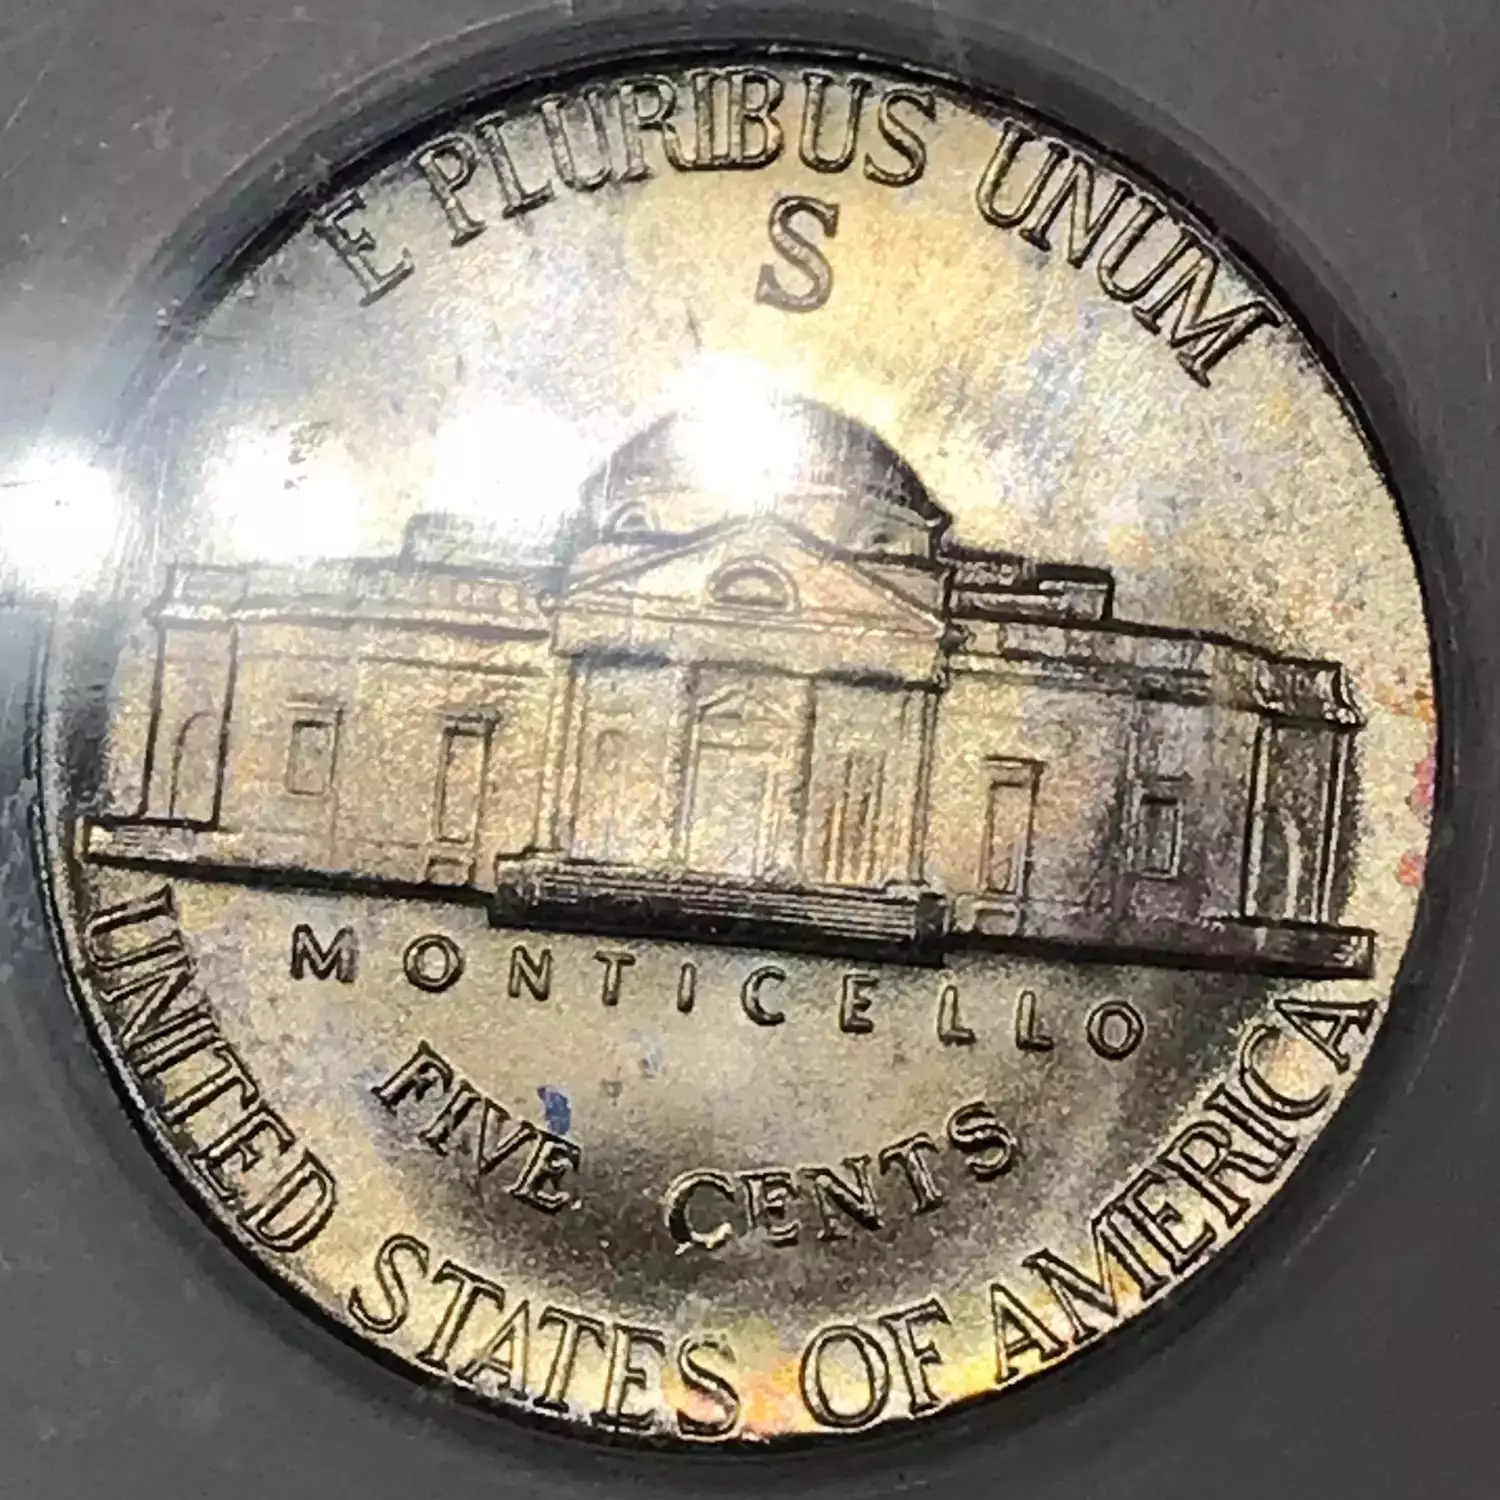 E PLURIBUS UNUM
S
MONTICELLO
FIVE CENTS
UNITED STATES OF AMERICA